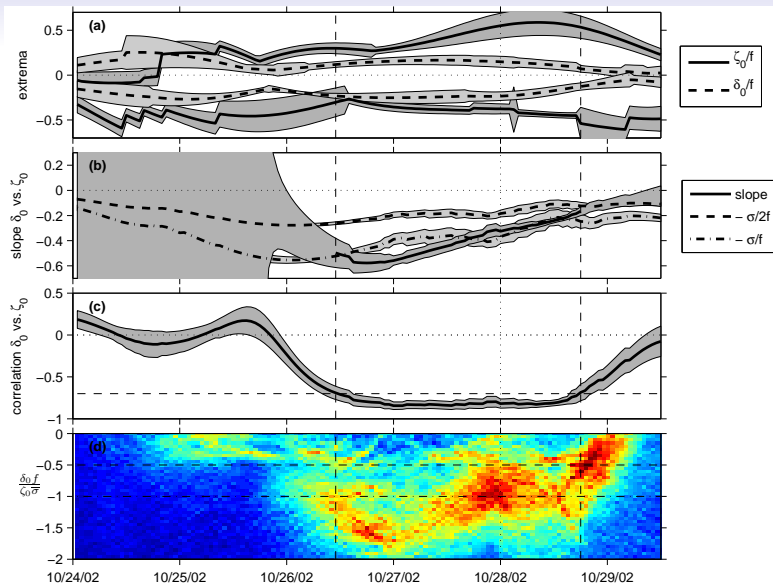 (a)
0.5
0
−0.5
extrema
ζ₀/f
δ₀/f
(b)
0.2
0
−0.2
−0.4
−0.6
slope δ₀ vs. ζ₀
slope
− σ/2f
− σ/f
(c)
0.5
0
−0.5
−1
correlation δ₀ vs. ζ₀
(d)
0
−0.5
−1
−1.5
−2
δ₀ f / ζ₀ σ
10/24/02 10/25/02 10/26/02 10/27/02 10/28/02 10/29/02